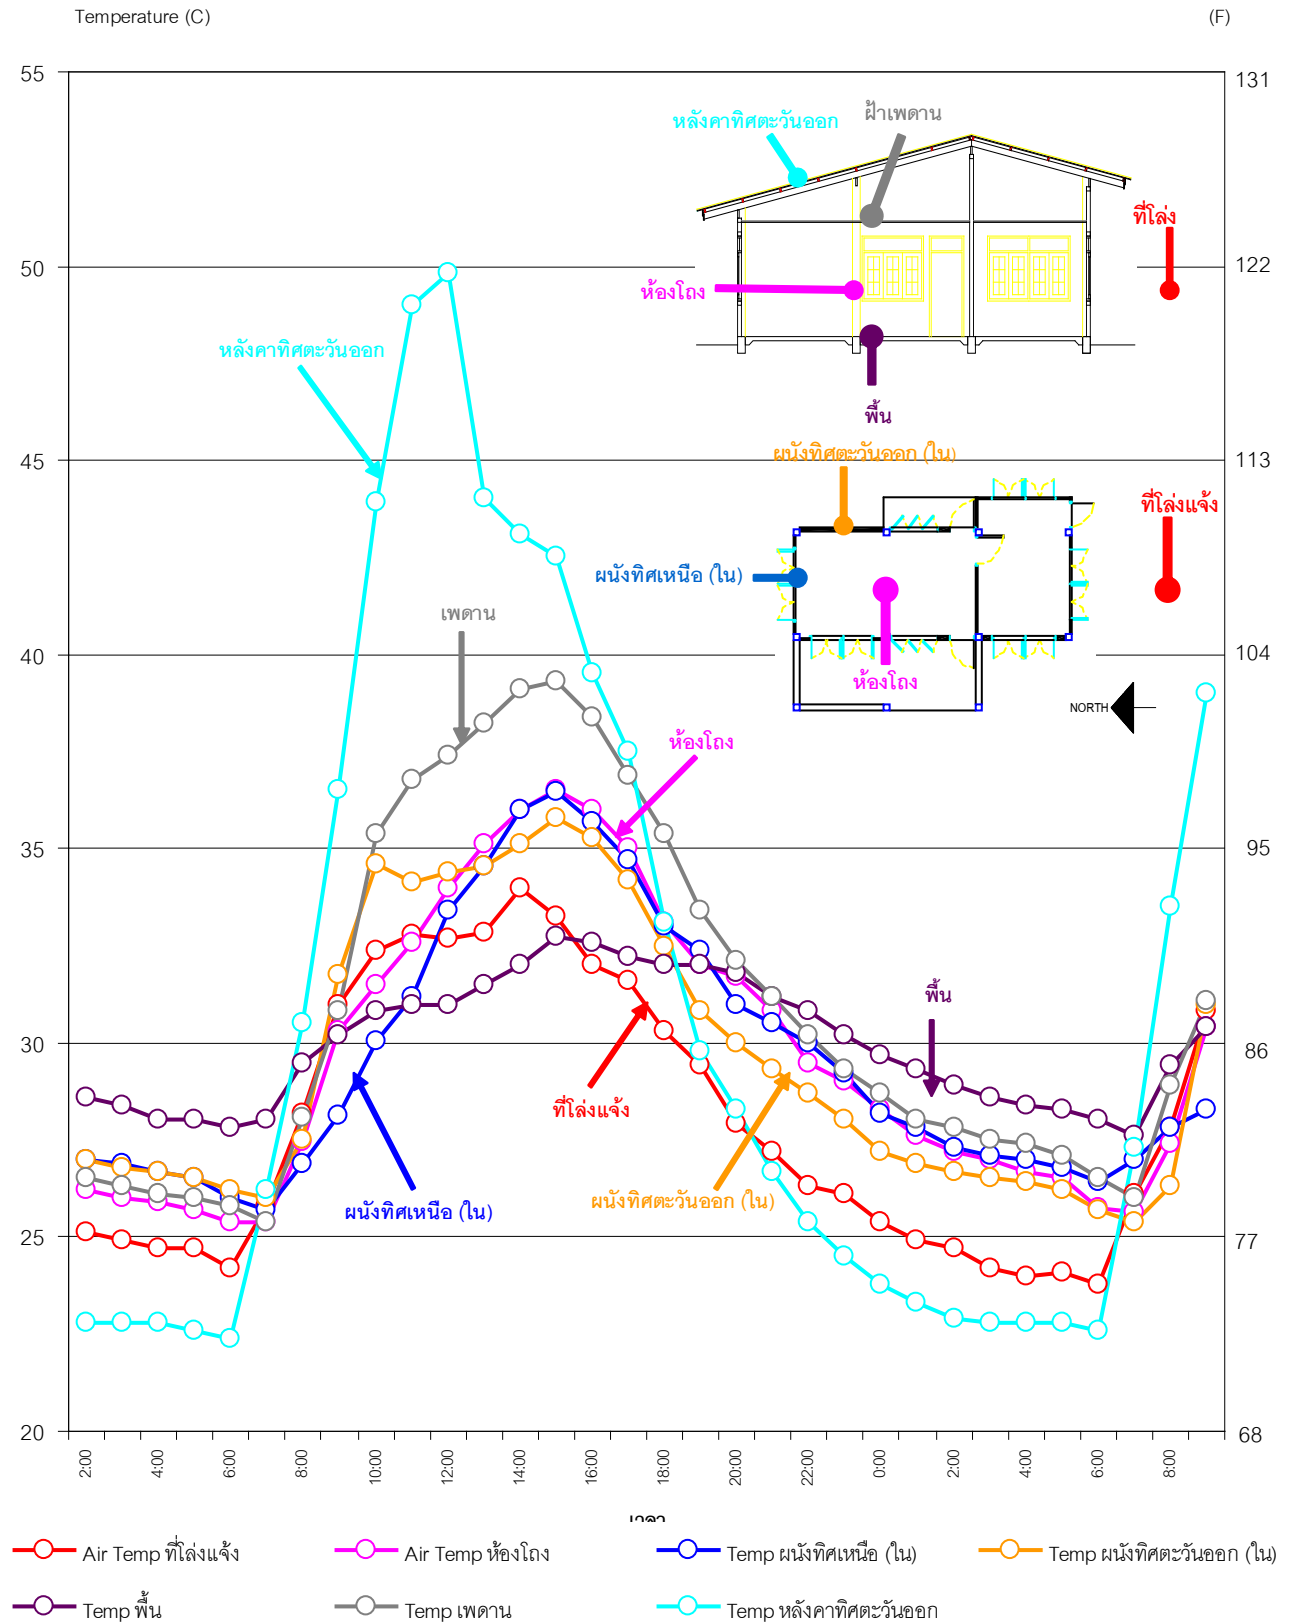 Temperature (C) (F)
55 131
ฝ้าเพดาน
หลังคาทิศตะวันออก
ที่โล่ง
50 122
ห้องโถง
หลังคาทิศตะวันออก
พื้น
ผนังทิศตะวันออก (ใน)
45 113
ที่โล่งแจ้ง
ผนังทิศเหนือ (ใน)
เพดาน
40 104
ห้องโถง
NORTH
ห้องโถง
35 95
พื้น
30 86
ที่โล่งแจ้ง
ผนังทิศตะวันออก (ใน)
ผนังทิศเหนือ (ใน)
25 77
20 68
2:00 4:00 6:00 8:00 10:00 12:00 14:00 16:00 18:00 20:00 22:00 0:00 2:00 4:00 6:00 8:00
เวลา
Air Temp ที่โล่งแจ้ง Air Temp ห้องโถง Temp ผนังทิศเหนือ (ใน) Temp ผนังทิศตะวันออก (ใน)
Temp พื้น Temp เพดาน Temp หลังคาทิศตะวันออก